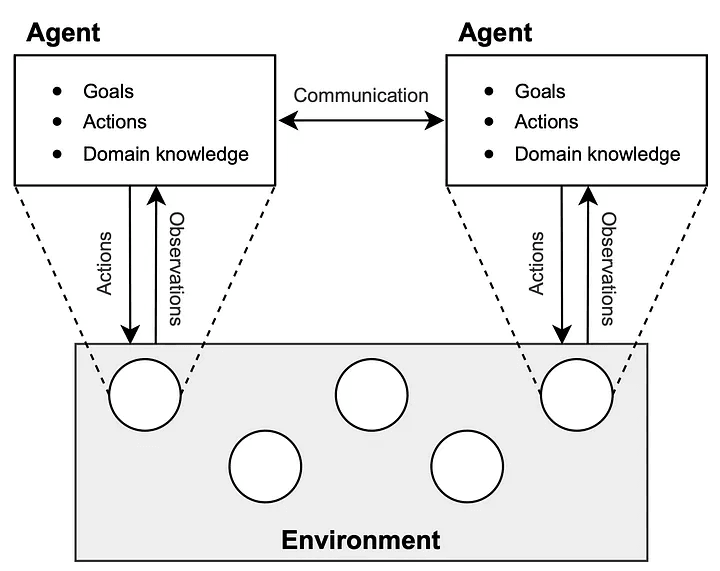 Agent
Agent
• Goals
• Actions
• Domain knowledge
Communication
• Goals
• Actions
• Domain knowledge
Actions
Observations
Actions
Observations
Environment